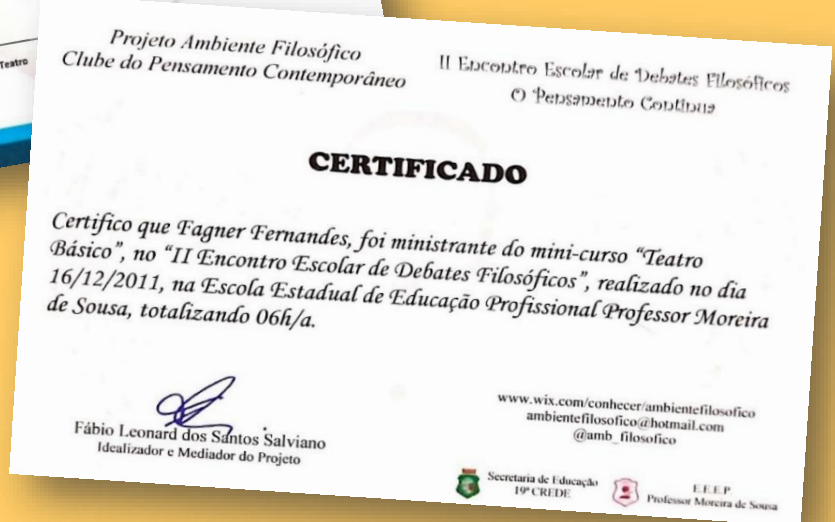 Teatro
Projeto Ambiente Filosófico
Clube do Pensamento Contemporâneo
II Encontro Escolar de Debates Filosóficos
O Pensamento Continua
CERTIFICADO
Certifico que Fagner Fernandes, foi ministrante do mini-curso “Teatro
Básico”, no “II Encontro Escolar de Debates Filosóficos”, realizado no dia
16/12/2011, na Escola Estadual de Educação Profissional Professor Moreira
de Sousa, totalizando 06h/a.
Fábio Leonard dos Santos Salviano
Idealizador e Mediador do Projeto
www.wix.com/conhecer/ambientefilosofico
ambientefilosofico@hotmail.com
@amb_filosofico
Secretaria de Educação
19ª CREDE
E.E.E.P
Professor Moreira de Sousa